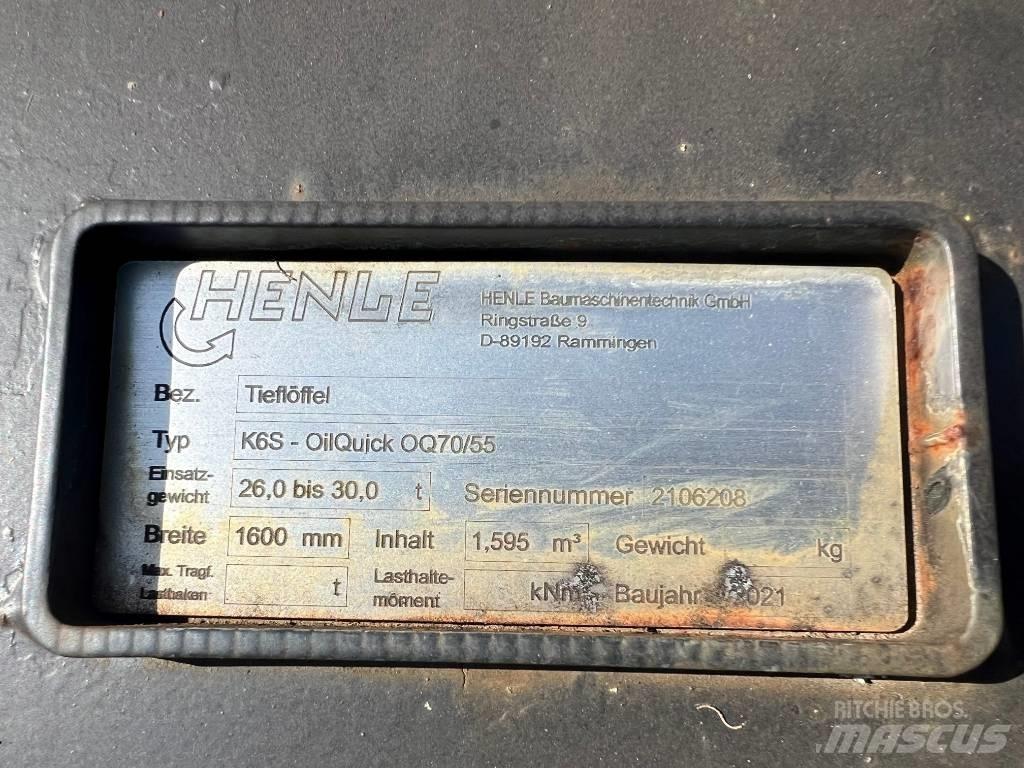 HENLE
HENLE Baumaschinentechnik GmbH
Ringstraße 9
D-89192 Rammingen
Bez. Tieflöffel
Typ K6S - OilQuick OQ70/55
Einsatz-
gewicht 26,0 bis 30,0 t Seriennummer 2106208
Breite 1600 mm Inhalt 1,595 m³ Gewicht kg
Max. Tragf.
Lasthaken t
Lasthalte-
moment kNm Baujahr 2021
RITCHIE BROS.
MASCUS